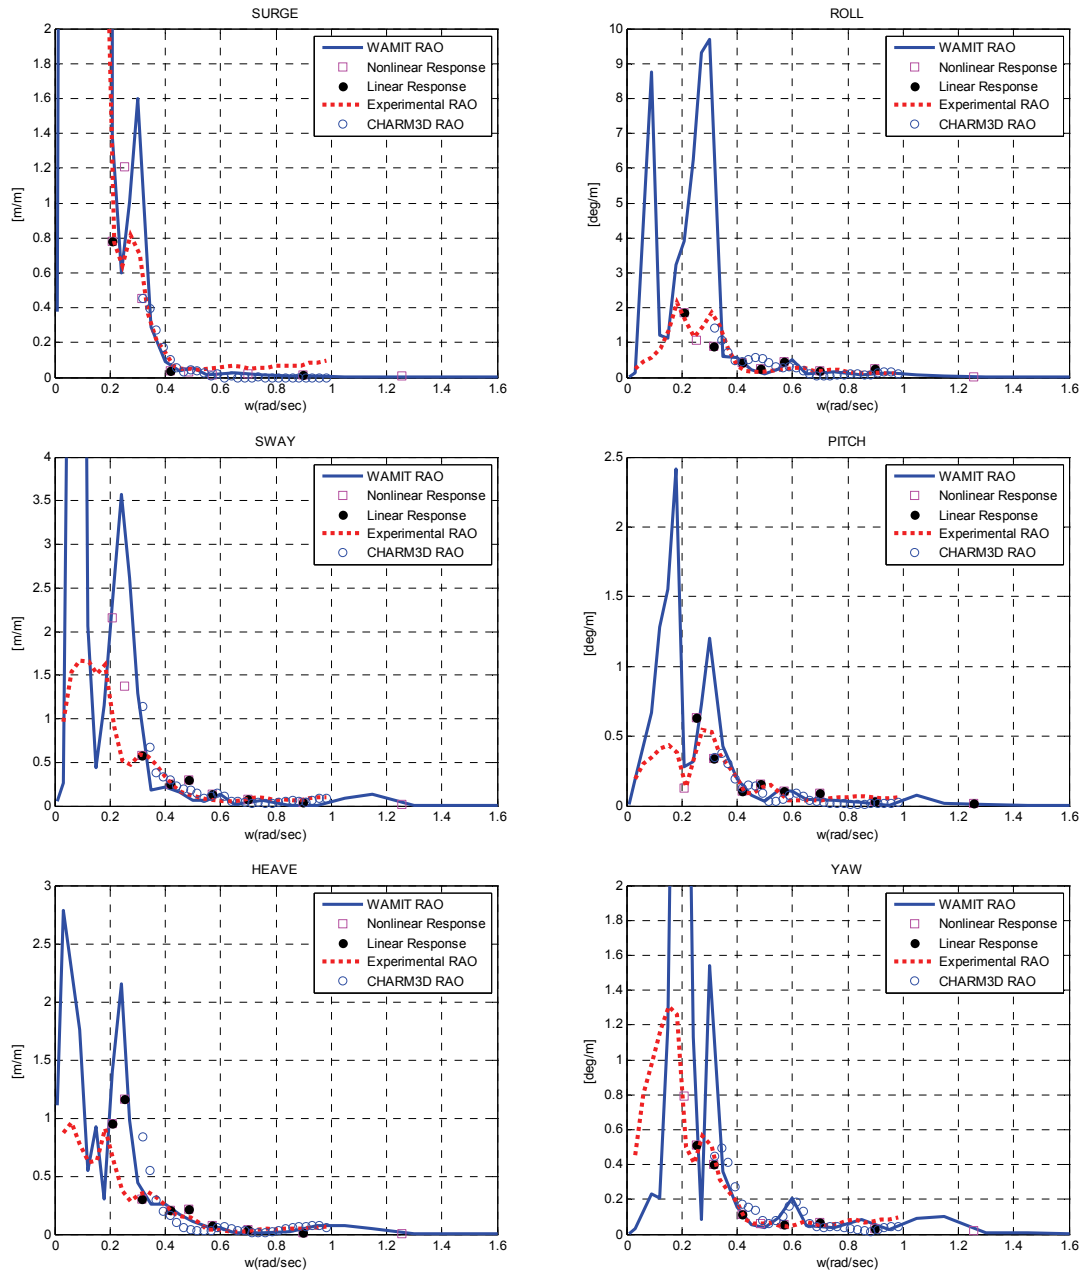 SURGE
2
1.8
1.6
1.4
1.2
1
0.8
0.6
0.4
0.2
0
[m/m]
WAMIT RAO
Nonlinear Response
Linear Response
Experimental RAO
CHARM3D RAO
0 0.2 0.4 0.6 0.8 1 1.2 1.4 1.6
w(rad/sec)
ROLL
10
9
8
7
6
5
4
3
2
1
0
[deg/m]
WAMIT RAO
Nonlinear Response
Linear Response
Experimental RAO
CHARM3D RAO
0 0.2 0.4 0.6 0.8 1 1.2 1.4 1.6
w(rad/sec)
SWAY
4
3.5
3
2.5
2
1.5
1
0.5
0
[m/m]
WAMIT RAO
Nonlinear Response
Linear Response
Experimental RAO
CHARM3D RAO
0 0.2 0.4 0.6 0.8 1 1.2 1.4 1.6
w(rad/sec)
PITCH
2.5
2
1.5
1
0.5
0
[deg/m]
WAMIT RAO
Nonlinear Response
Linear Response
Experimental RAO
CHARM3D RAO
0 0.2 0.4 0.6 0.8 1 1.2 1.4 1.6
w(rad/sec)
HEAVE
3
2.5
2
1.5
1
0.5
0
[m/m]
WAMIT RAO
Nonlinear Response
Linear Response
Experimental RAO
CHARM3D RAO
0 0.2 0.4 0.6 0.8 1 1.2 1.4 1.6
w(rad/sec)
YAW
2
1.8
1.6
1.4
1.2
1
0.8
0.6
0.4
0.2
0
[deg/m]
WAMIT RAO
Nonlinear Response
Linear Response
Experimental RAO
CHARM3D RAO
0 0.2 0.4 0.6 0.8 1 1.2 1.4 1.6
w(rad/sec)